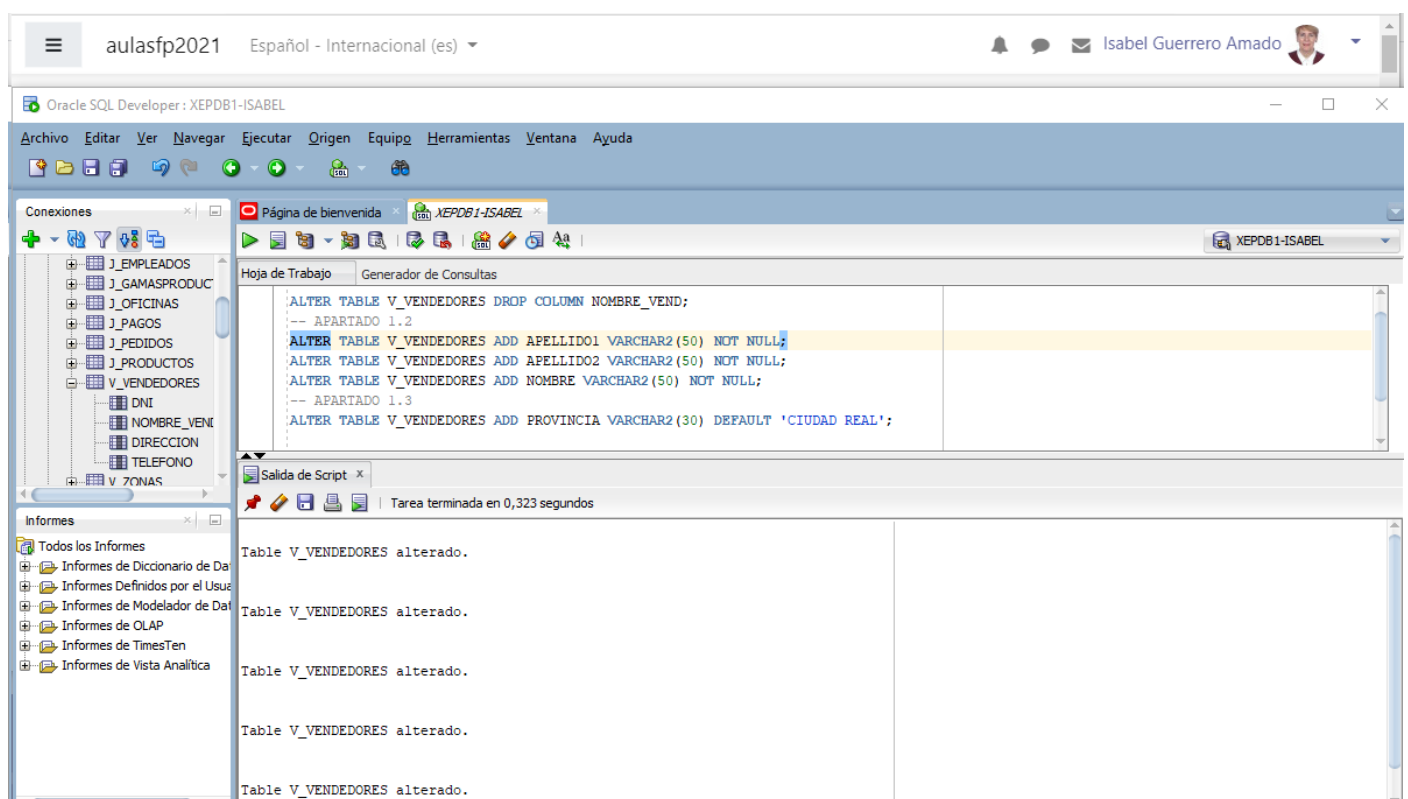 aulasfp2021 Español - Internacional (es) Isabel Guerrero Amado
Oracle SQL Developer : XEPDB1-ISABEL
Archivo Editar Ver Navegar Ejecutar Origen Equipo Herramientas Ventana Ayuda
Conexiones
Página de bienvenida
XEPDB1-ISABEL
XEPDB1-ISABEL
J_EMPLEADOS
J_GAMASPRODUC
J_OFICINAS
J_PAGOS
J_PEDIDOS
J_PRODUCTOS
V_VENDEDORES
DNI
NOMBRE_VEND
DIRECCION
TELEFONO
V_ZONAS
Hoja de Trabajo Generador de Consultas
ALTER TABLE V_VENDEDORES DROP COLUMN NOMBRE_VEND;
-- APARTADO 1.2
ALTER TABLE V_VENDEDORES ADD APELLIDO1 VARCHAR2(50) NOT NULL;
ALTER TABLE V_VENDEDORES ADD APELLIDO2 VARCHAR2(50) NOT NULL;
ALTER TABLE V_VENDEDORES ADD NOMBRE VARCHAR2(50) NOT NULL;
-- APARTADO 1.3
ALTER TABLE V_VENDEDORES ADD PROVINCIA VARCHAR2(30) DEFAULT 'CIUDAD REAL';
Salida de Script
Tarea terminada en 0,323 segundos
Informes
Todos los Informes
Informes de Diccionario de Da
Informes Definidos por el Usua
Informes de Modelador de Dat
Informes de OLAP
Informes de TimesTen
Informes de Vista Analítica
Table V_VENDEDORES alterado.
Table V_VENDEDORES alterado.
Table V_VENDEDORES alterado.
Table V_VENDEDORES alterado.
Table V_VENDEDORES alterado.